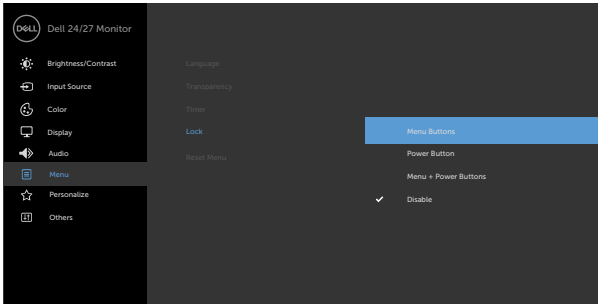 DELL
Dell 24/27 Monitor
Brightness/Contrast
Input Source
Color
Display
Audio
Menu
Personalize
Others
Language
Transparency
Timer
Lock
Reset Menu
Menu Buttons
Power Button
Menu + Power Buttons
Disable